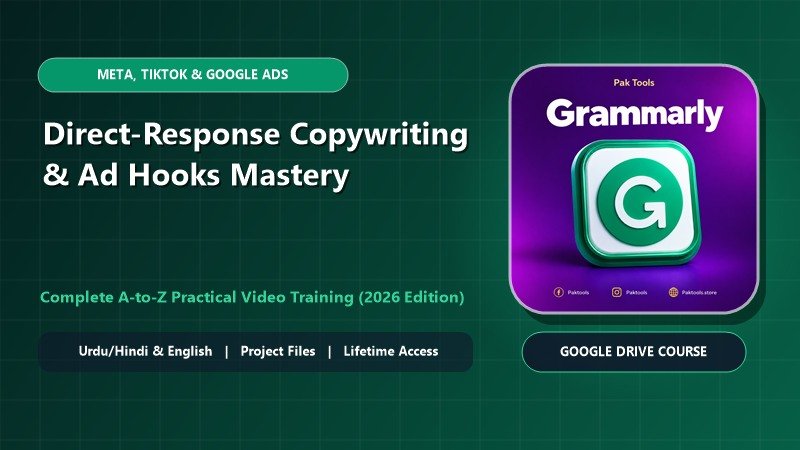 META, TIKTOK & GOOGLE ADS
Direct-Response Copywriting
& Ad Hooks Mastery
Complete A-to-Z Practical Video Training (2026 Edition)
Urdu/Hindi & English | Project Files | Lifetime Access
Pak Tools
Grammarly
G
Paktools Paktools Paktools.store
GOOGLE DRIVE COURSE